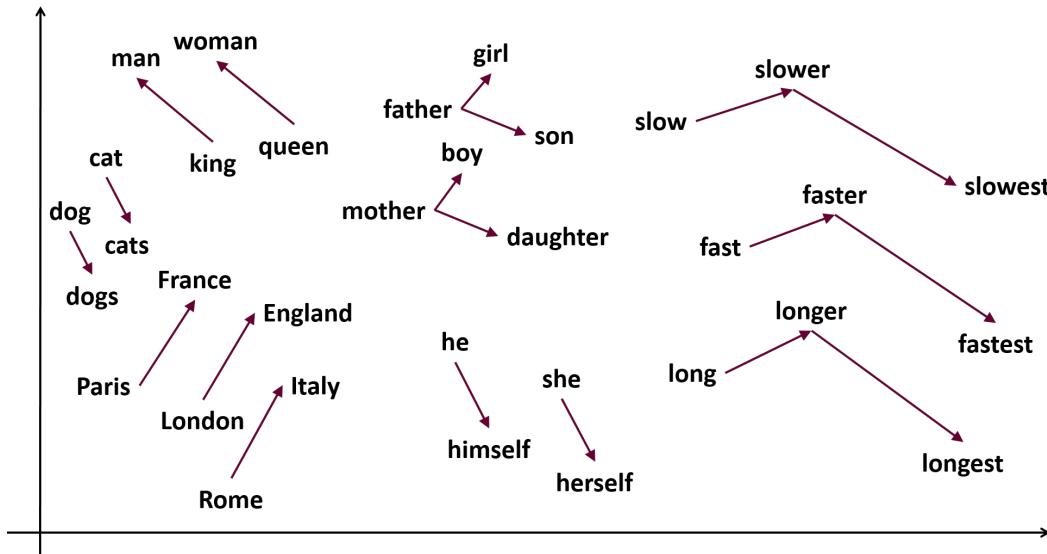 man
woman
king
queen
cat
cats
dog
dogs
France
Paris
England
London
Italy
Rome
girl
father
son
boy
mother
daughter
he
himself
she
herself
slower
slow
slowest
faster
fast
fastest
longer
long
longest